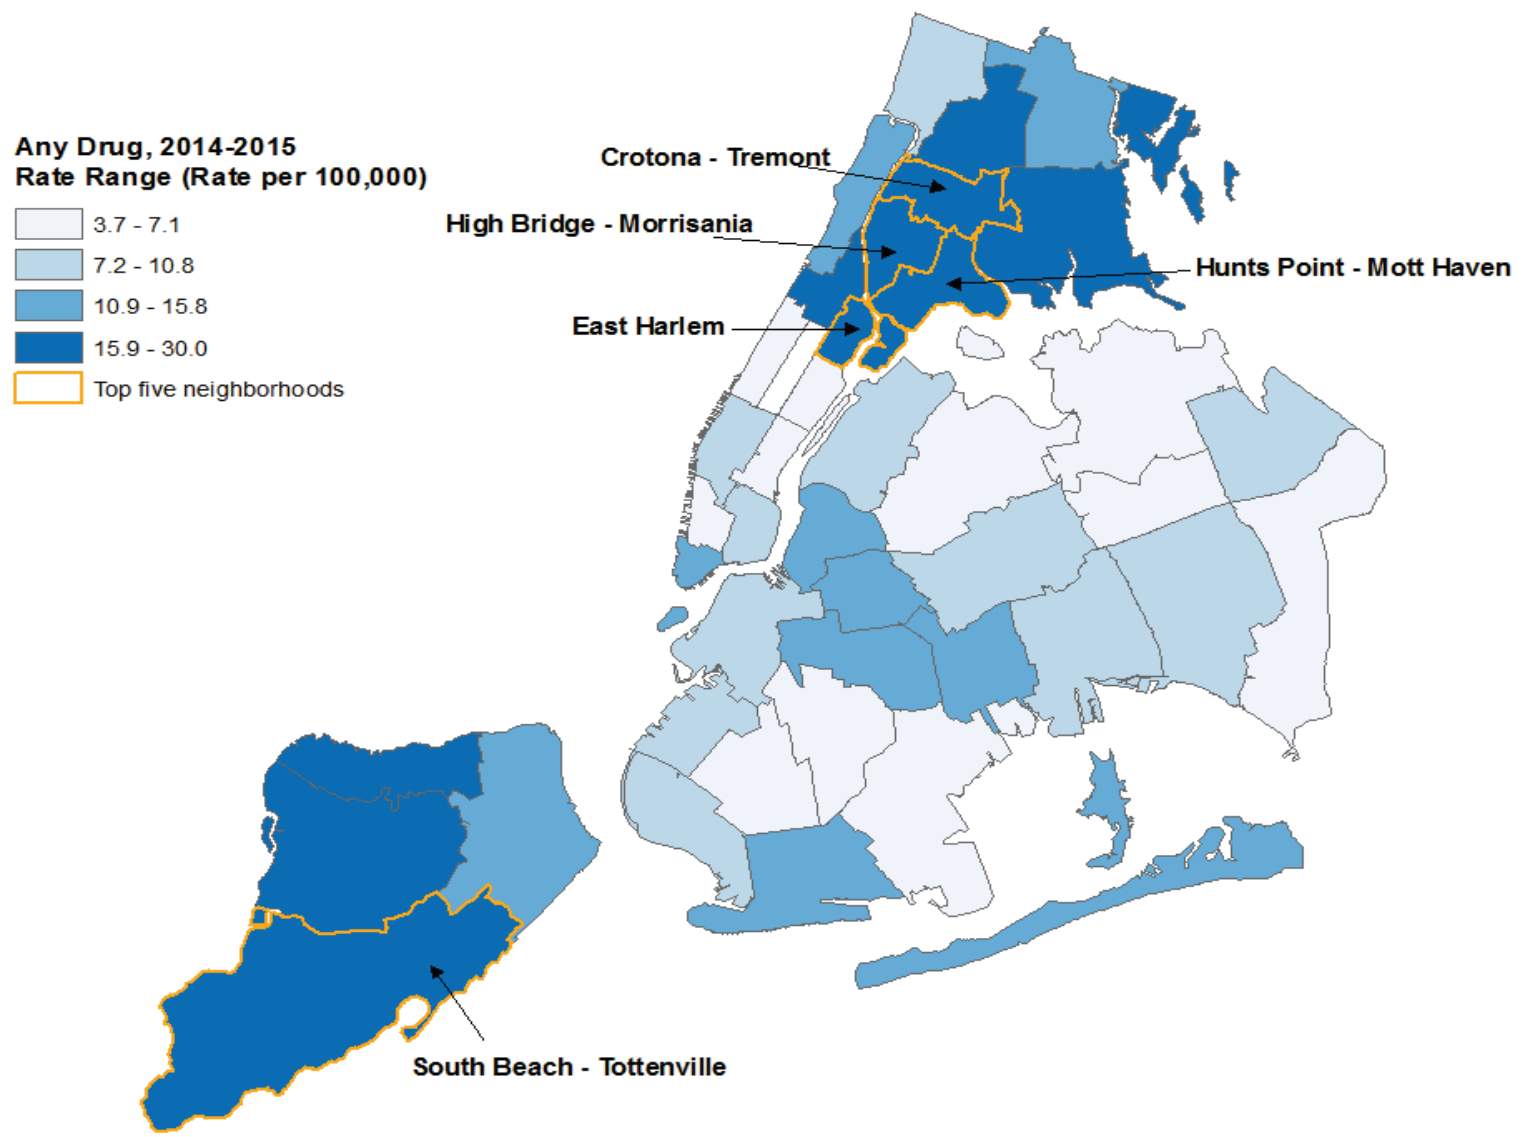 Any Drug, 2014-2015
Rate Range (Rate per 100,000)
3.7 - 7.1
7.2 - 10.8
10.9 - 15.8
15.9 - 30.0
Top five neighborhoods
Crotona - Tremont
High Bridge - Morrisania
Hunts Point - Mott Haven
East Harlem
South Beach - Tottenville